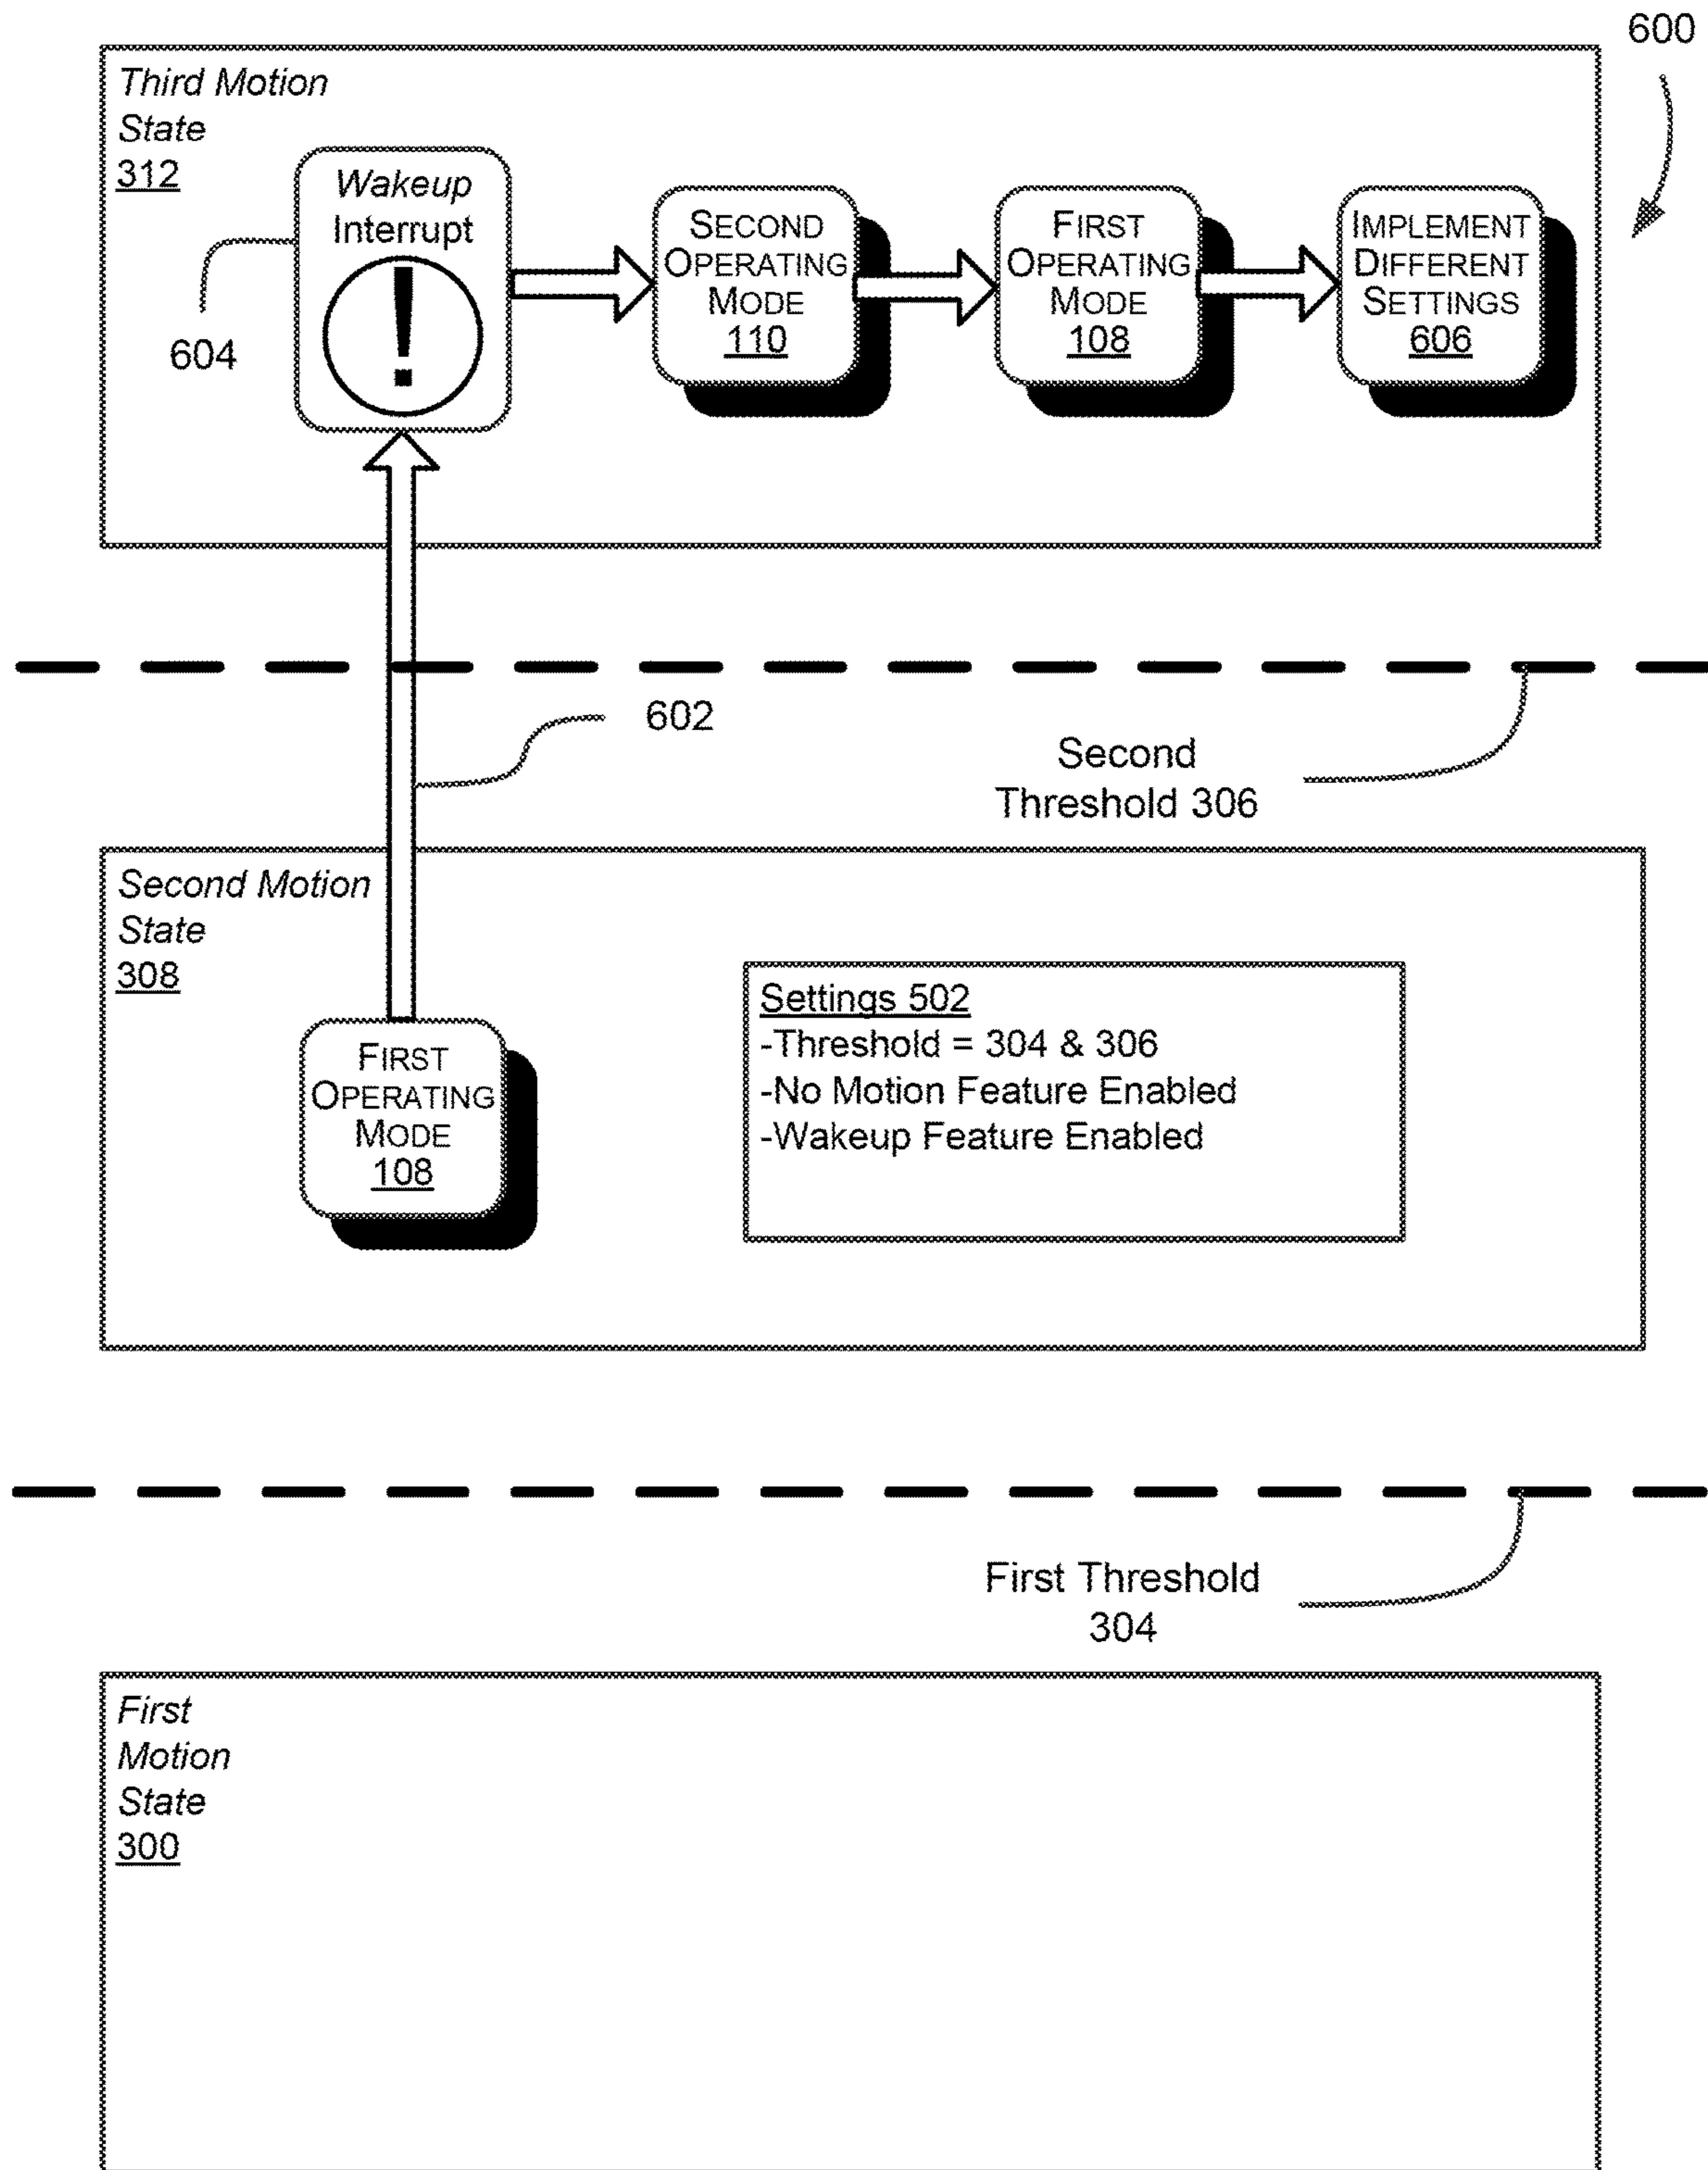 600
Third Motion
State
312
Wakeup
Interrupt
!
604
SECOND
OPERATING
MODE
110
FIRST
OPERATING
MODE
108
IMPLEMENT
DIFFERENT
SETTINGS
606
602
Second
Threshold 306
Second Motion
State
308
FIRST
OPERATING
MODE
108
Settings 502
-Threshold = 304 & 306
-No Motion Feature Enabled
-Wakeup Feature Enabled
First Threshold
304
First
Motion
State
300